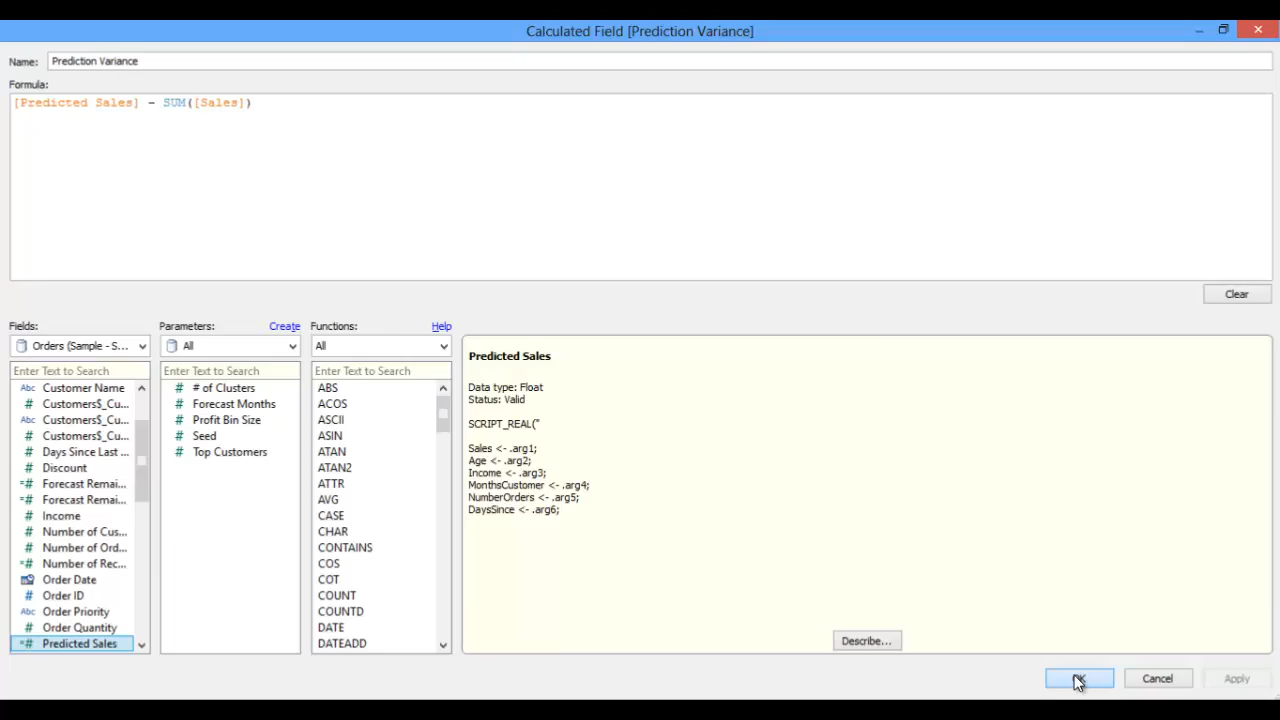 Calculated Field [Prediction Variance]
Name: Prediction Variance
Formula:
[Predicted Sales] - SUM([Sales])
Clear
Fields: Parameters: Create Functions: Help
Orders (Sample - S... All All
Enter Text to Search Enter Text to Search Enter Text to Search
Abc Customer Name
# Customers$_Cu...
Abc Customers$_Cu...
# Customers$_Cu...
# Days Since Last ...
# Discount
=# Forecast Remai...
=# Forecast Remai...
# Income
# Number of Cus...
# Number of Ord...
=# Number of Rec...
Order Date
# Order ID
Abc Order Priority
# Order Quantity
=# Predicted Sales
# # of Clusters
# Forecast Months
# Profit Bin Size
# Seed
# Top Customers
ABS
ACOS
ASCII
ASIN
ATAN
ATAN2
ATTR
AVG
CASE
CHAR
CONTAINS
COS
COT
COUNT
COUNTD
DATE
DATEADD
Predicted Sales
Data type: Float
Status: Valid
SCRIPT_REAL("
Sales <- .arg1;
Age <- .arg2;
Income <- .arg3;
MonthsCustomer <- .arg4;
NumberOrders <- .arg5;
DaysSince <- .arg6;
Describe...
Cancel Apply